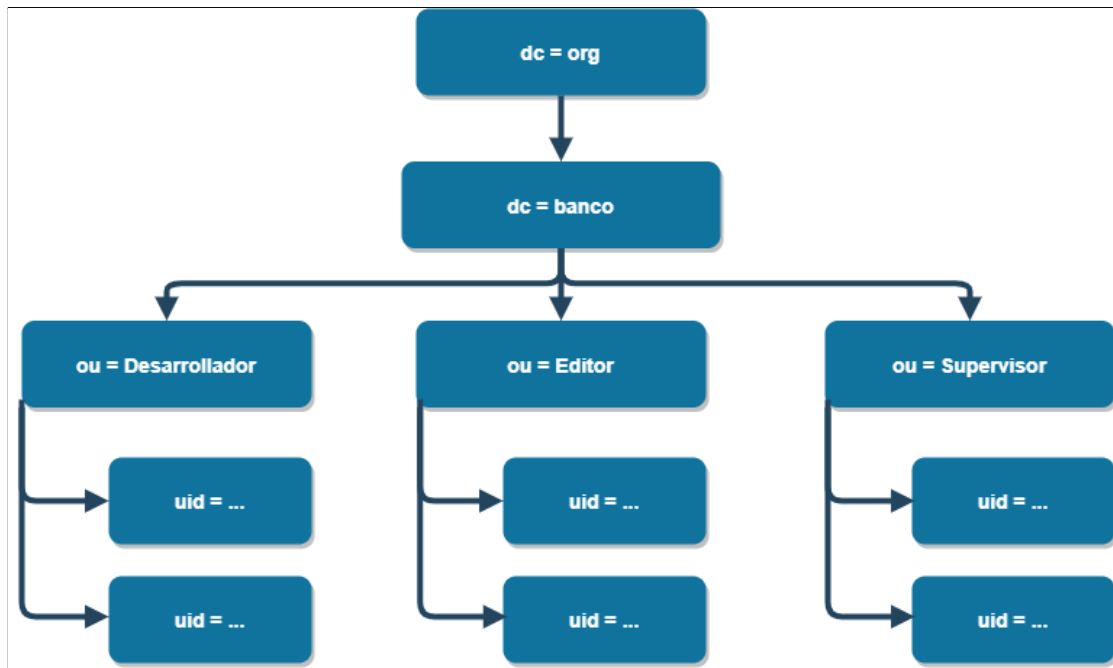 dc = org
dc = banco
ou = Desarrollador
ou = Editor
ou = Supervisor
uid = ...
uid = ...
uid = ...
uid = ...
uid = ...
uid = ...